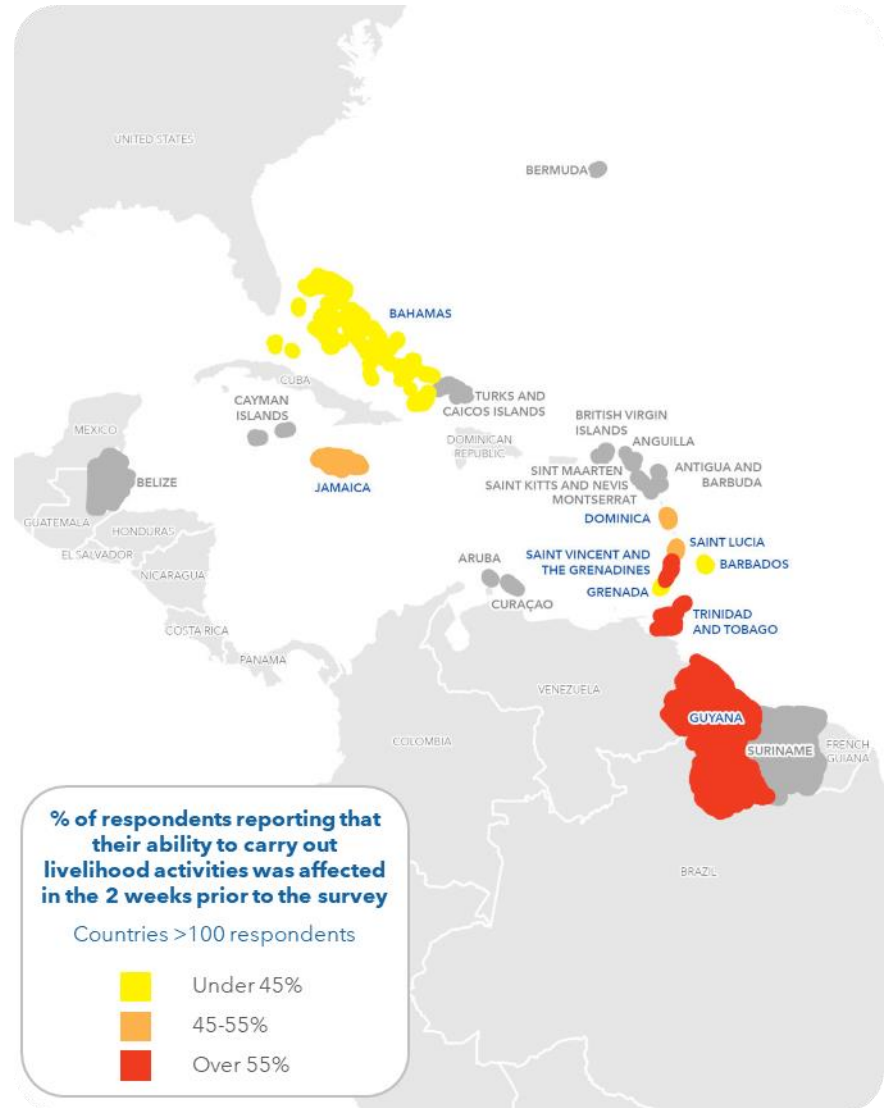 UNITED STATES
BERMUDA
BAHAMAS
CUBA
TURKS AND
CAICOS ISLANDS
CAYMAN
ISLANDS
MEXICO
BRITISH VIRGIN
ISLANDS
ANGUILLA
DOMINICAN
REPUBLIC
SINT MAARTEN
SAINT KITTS AND NEVIS
MONTSERRAT
ANTIGUA AND
BARBUDA
BELIZE
JAMAICA
GUATEMALA
HONDURAS
DOMINICA
EL SALVADOR
SAINT LUCIA
SAINT VINCENT AND
THE GRENADINES
BARBADOS
ARUBA
NICARAGUA
GRENADA
CURAÇAO
TRINIDAD
AND TOBAGO
COSTA RICA
PANAMA
VENEZUELA
GUYANA
COLOMBIA
SURINAME
FRENCH
GUIANA
BRAZIL
% of respondents reporting that
their ability to carry out
livelihood activities was affected
in the 2 weeks prior to the survey
Countries >100 respondents
Under 45%
45-55%
Over 55%